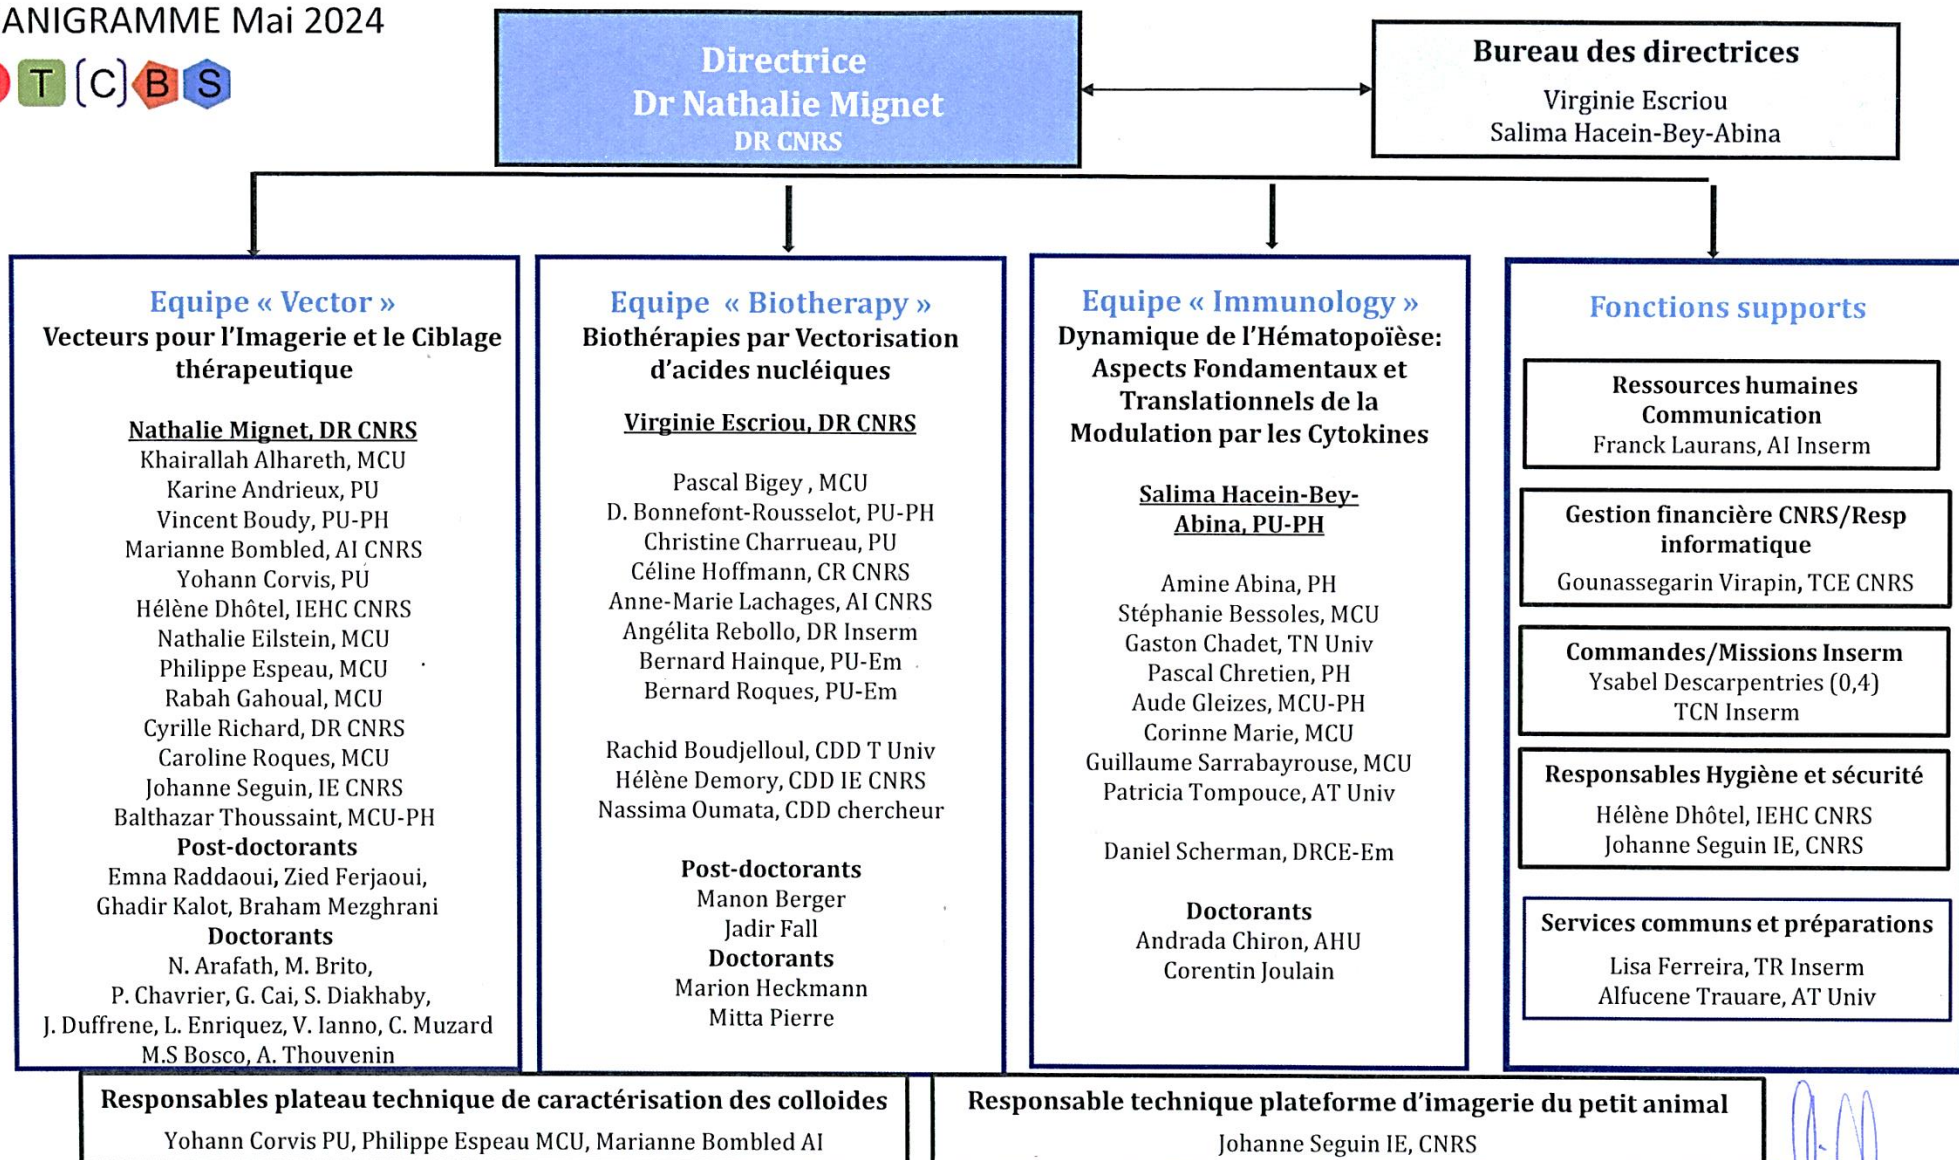 ANIGRAMME Mai 2024
T (C) B S
Directrice
Dr Nathalie Mignet
DR CNRS
Bureau des directrices
Virginie Escriou
Salima Hacein-Bey-Abina
Equipe « Vector »
Vecteurs pour l'Imagerie et le Ciblage
thérapeutique
Nathalie Mignet, DR CNRS
Khairallah Alhareth, MCU
Karine Andrieux, PU
Vincent Boudy, PU-PH
Marianne Bombled, AI CNRS
Yohann Corvis, PU
Hélène Dhôtel, IEHC CNRS
Nathalie Eilstein, MCU
Philippe Espeau, MCU
Rabah Gahoual, MCU
Cyrille Richard, DR CNRS
Caroline Roques, MCU
Johanne Seguin, IE CNRS
Balthazar Thoussaint, MCU-PH
Post-doctorants
Emna Raddaoui, Zied Ferjaoui,
Ghadir Kalot, Braham Mezghrani
Doctorants
N. Arafath, M. Brito,
P. Chavrier, G. Cai, S. Diakhaby,
J. Duffrene, L. Enriquez, V. Ianno, C. Muzard
M.S Bosco, A. Thouvenin
Equipe « Biotherapy »
Biothérapies par Vectorisation
d'acides nucléiques
Virginie Escriou, DR CNRS
Pascal Bigey , MCU
D. Bonnefont-Rousselot, PU-PH
Christine Charrueau, PU
Céline Hoffmann, CR CNRS
Anne-Marie Lachages, AI CNRS
Angélita Rebollo, DR Inserm
Bernard Hainque, PU-Em
Bernard Roques, PU-Em
Rachid Boudjelloul, CDD T Univ
Hélène Demory, CDD IE CNRS
Nassima Oumata, CDD chercheur
Post-doctorants
Manon Berger
Jadir Fall
Doctorants
Marion Heckmann
Mitta Pierre
Equipe « Immunology »
Dynamique de l'Hématopoïèse:
Aspects Fondamentaux et
Translationnels de la
Modulation par les Cytokines
Salima Hacein-Bey-
Abina, PU-PH
Amine Abina, PH
Stéphanie Bessoles, MCU
Gaston Chadet, TN Univ
Pascal Chretien, PH
Aude Gleizes, MCU-PH
Corinne Marie, MCU
Guillaume Sarrabayrouse, MCU
Patricia Tompouce, AT Univ
Daniel Scherman, DRCE-Em
Doctorants
Andrada Chiron, AHU
Corentin Joulain
Fonctions supports
Ressources humaines
Communication
Franck Laurans, AI Inserm
Gestion financière CNRS/Resp
informatique
Gounassegarin Virapin, TCE CNRS
Commandes/Missions Inserm
Ysabel Descarpentries (0,4)
TCN Inserm
Responsables Hygiène et sécurité
Hélène Dhôtel, IEHC CNRS
Johanne Seguin IE, CNRS
Services communs et préparations
Lisa Ferreira, TR Inserm
Alfucene Trauare, AT Univ
Responsables plateau technique de caractérisation des colloides
Yohann Corvis PU, Philippe Espeau MCU, Marianne Bombled AI
Responsable technique plateforme d'imagerie du petit animal
Johanne Seguin IE, CNRS